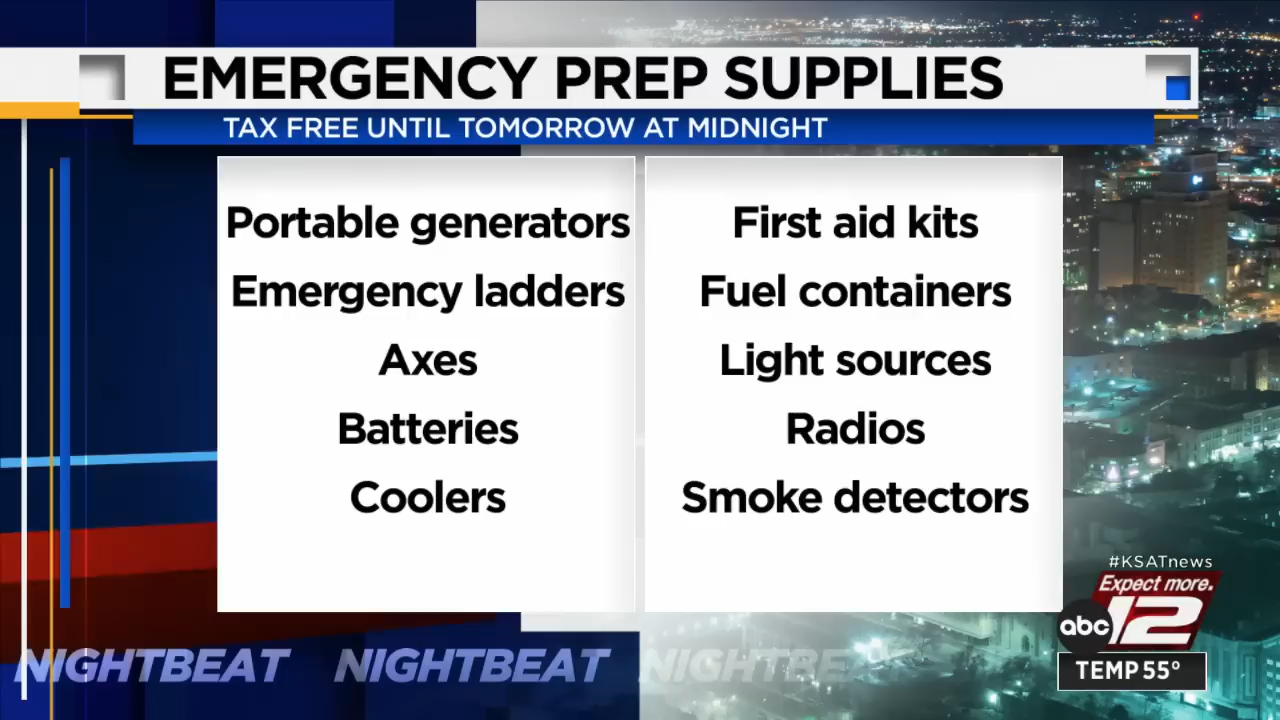 EMERGENCY PREP SUPPLIES
TAX FREE UNTIL TOMORROW AT MIDNIGHT
Portable generators
Emergency ladders
Axes
Batteries
Coolers
First aid kits
Fuel containers
Light sources
Radios
Smoke detectors
#KSATnews
Expect more.
abc 12
TEMP 55°
NIGHTBEAT NIGHTBEAT NIGHTBEAT